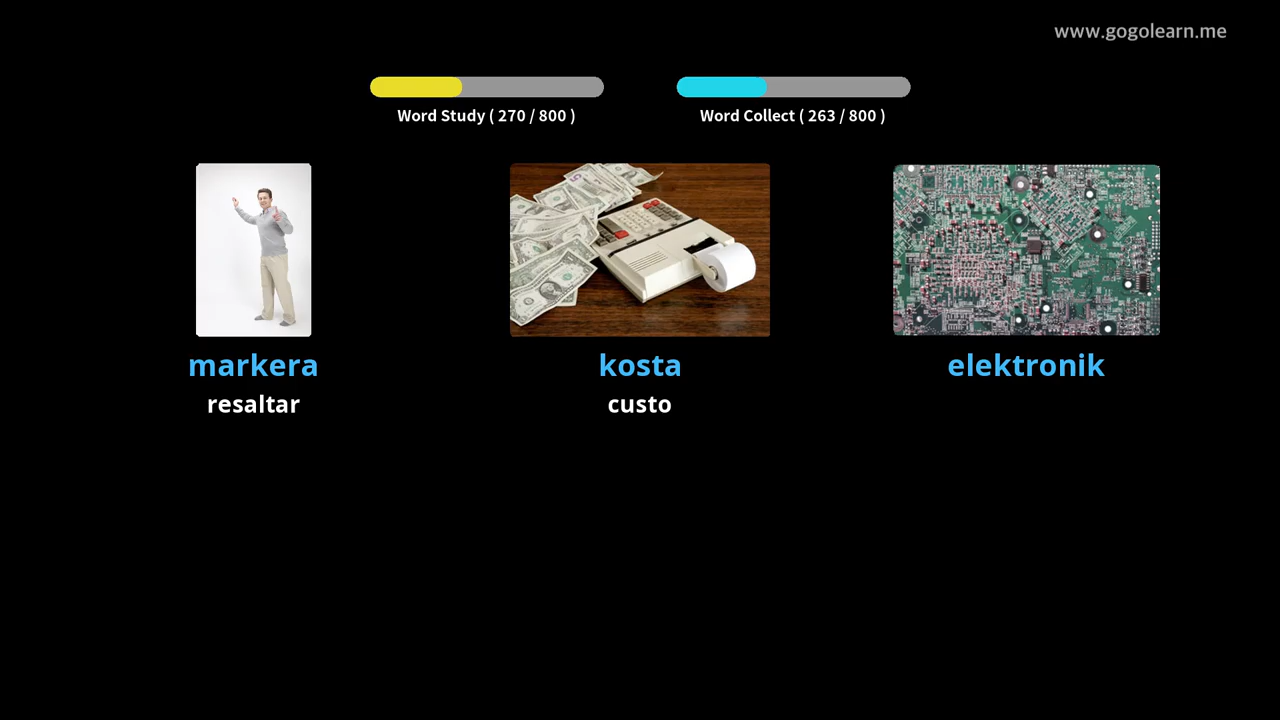 www.gogolearn.me
Word Study ( 270 / 800 )
Word Collect ( 263 / 800 )
markera
resaltar
kosta
custo
elektronik